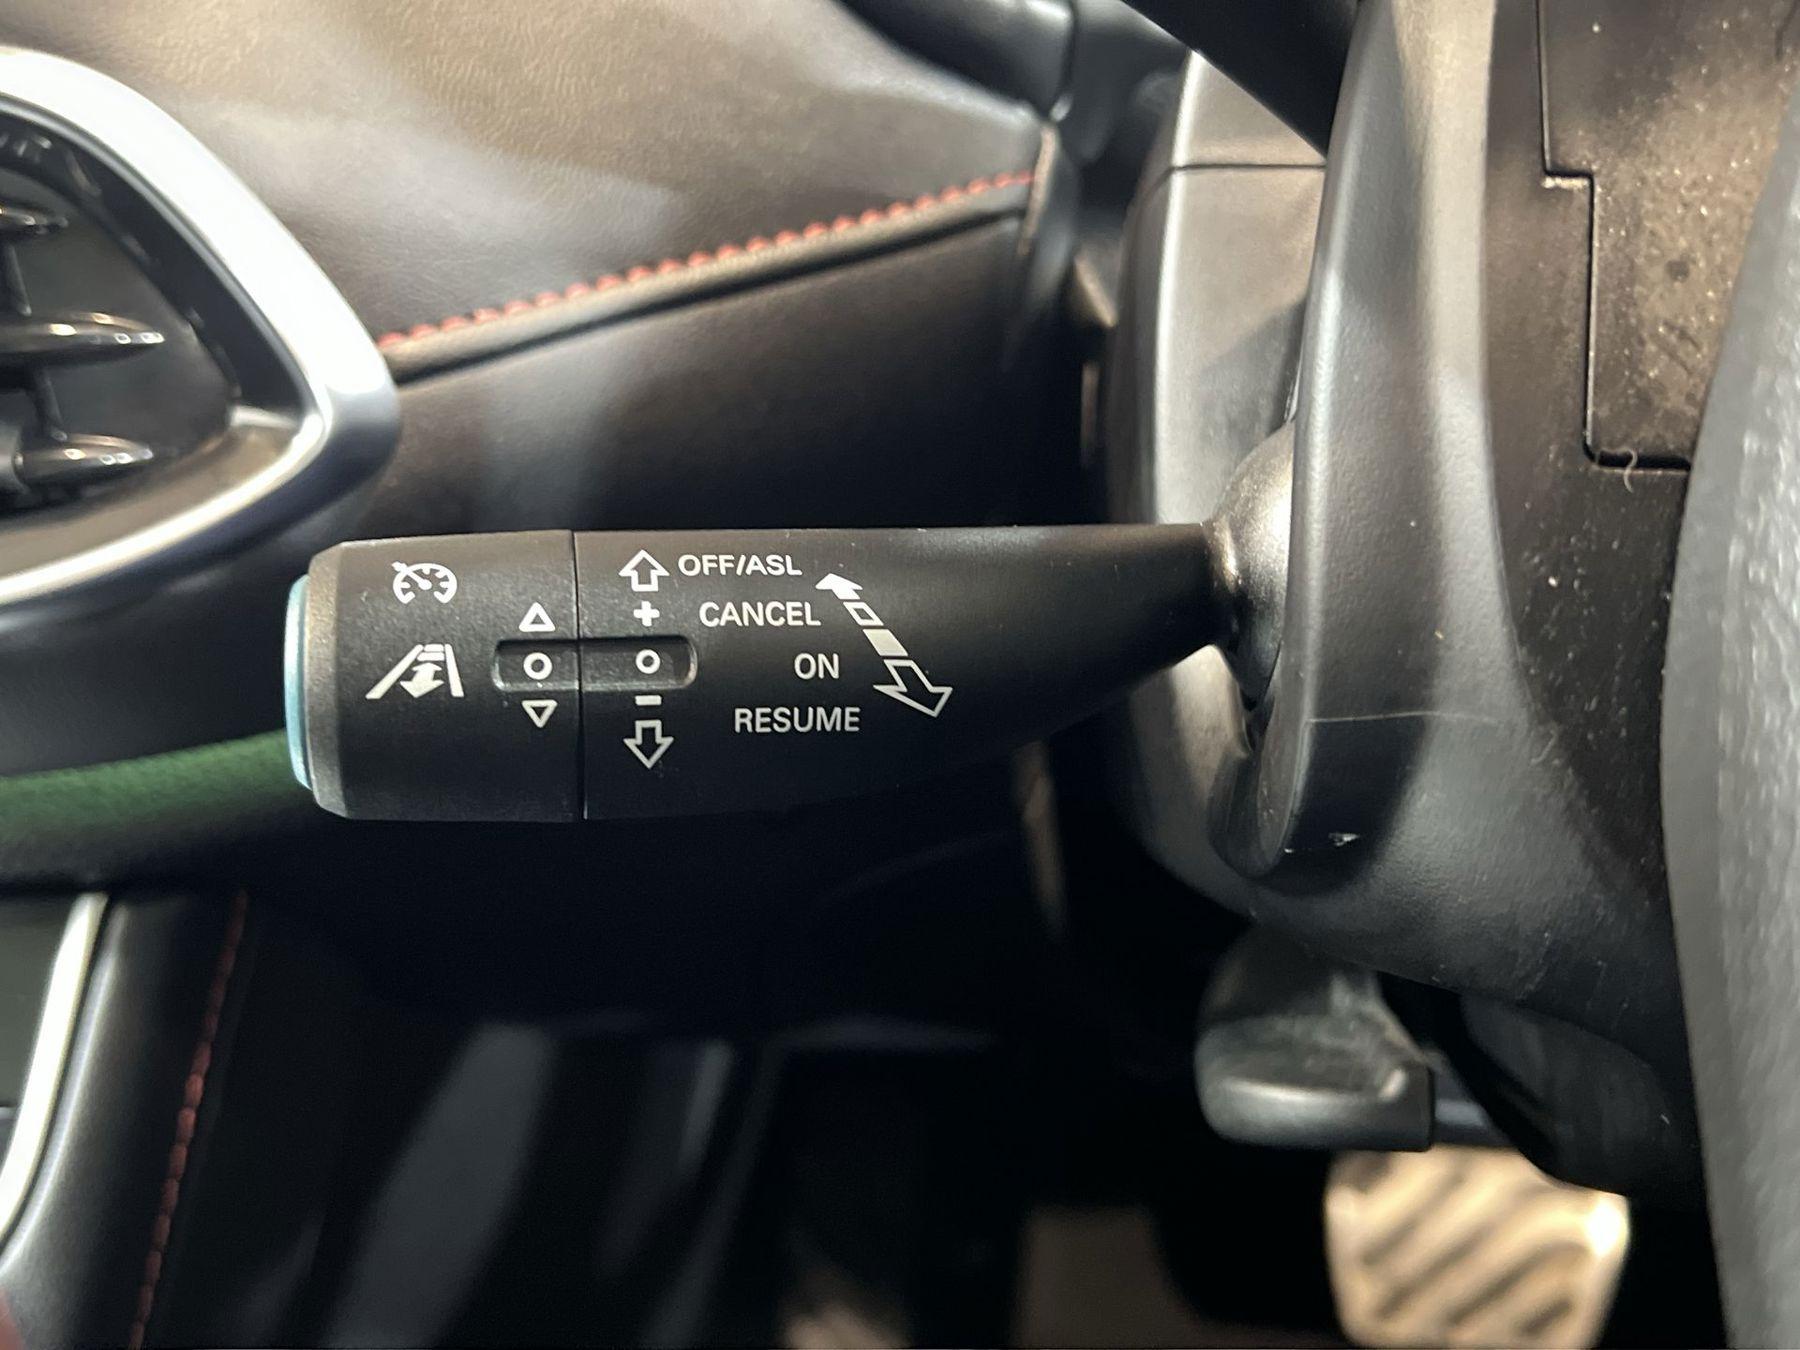 OFF/ASL
+ CANCEL
ON
- RESUME